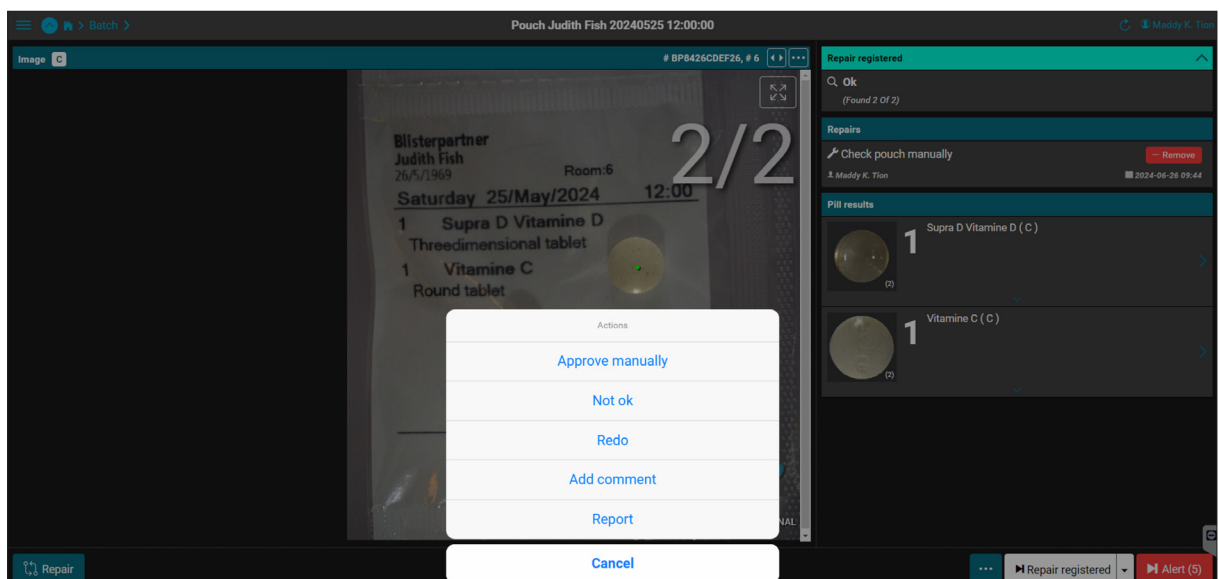 Batch
Pouch Judith Fish 20240525 12:00:00
Maddy K. Tion
Image C
# BP8426CDEF26, # 6
2/2
Blisterpartner
Judith Fish
26/5/1969
Room:6
Saturday 25/May/2024 12:00
1 Supra D Vitamine D
Threedimensional tablet
1 Vitamine C
Round tablet
NAL
Actions
Approve manually
Not ok
Redo
Add comment
Report
Cancel
Repair registered
Ok
(Found 2 Of 2)
Repairs
Check pouch manually
Remove
Maddy K. Tion
2024-06-26 09:44
Pill results
1 Supra D Vitamine D ( C )
(2)
1 Vitamine C ( C )
(2)
Repair
Repair registered
Alert (5)